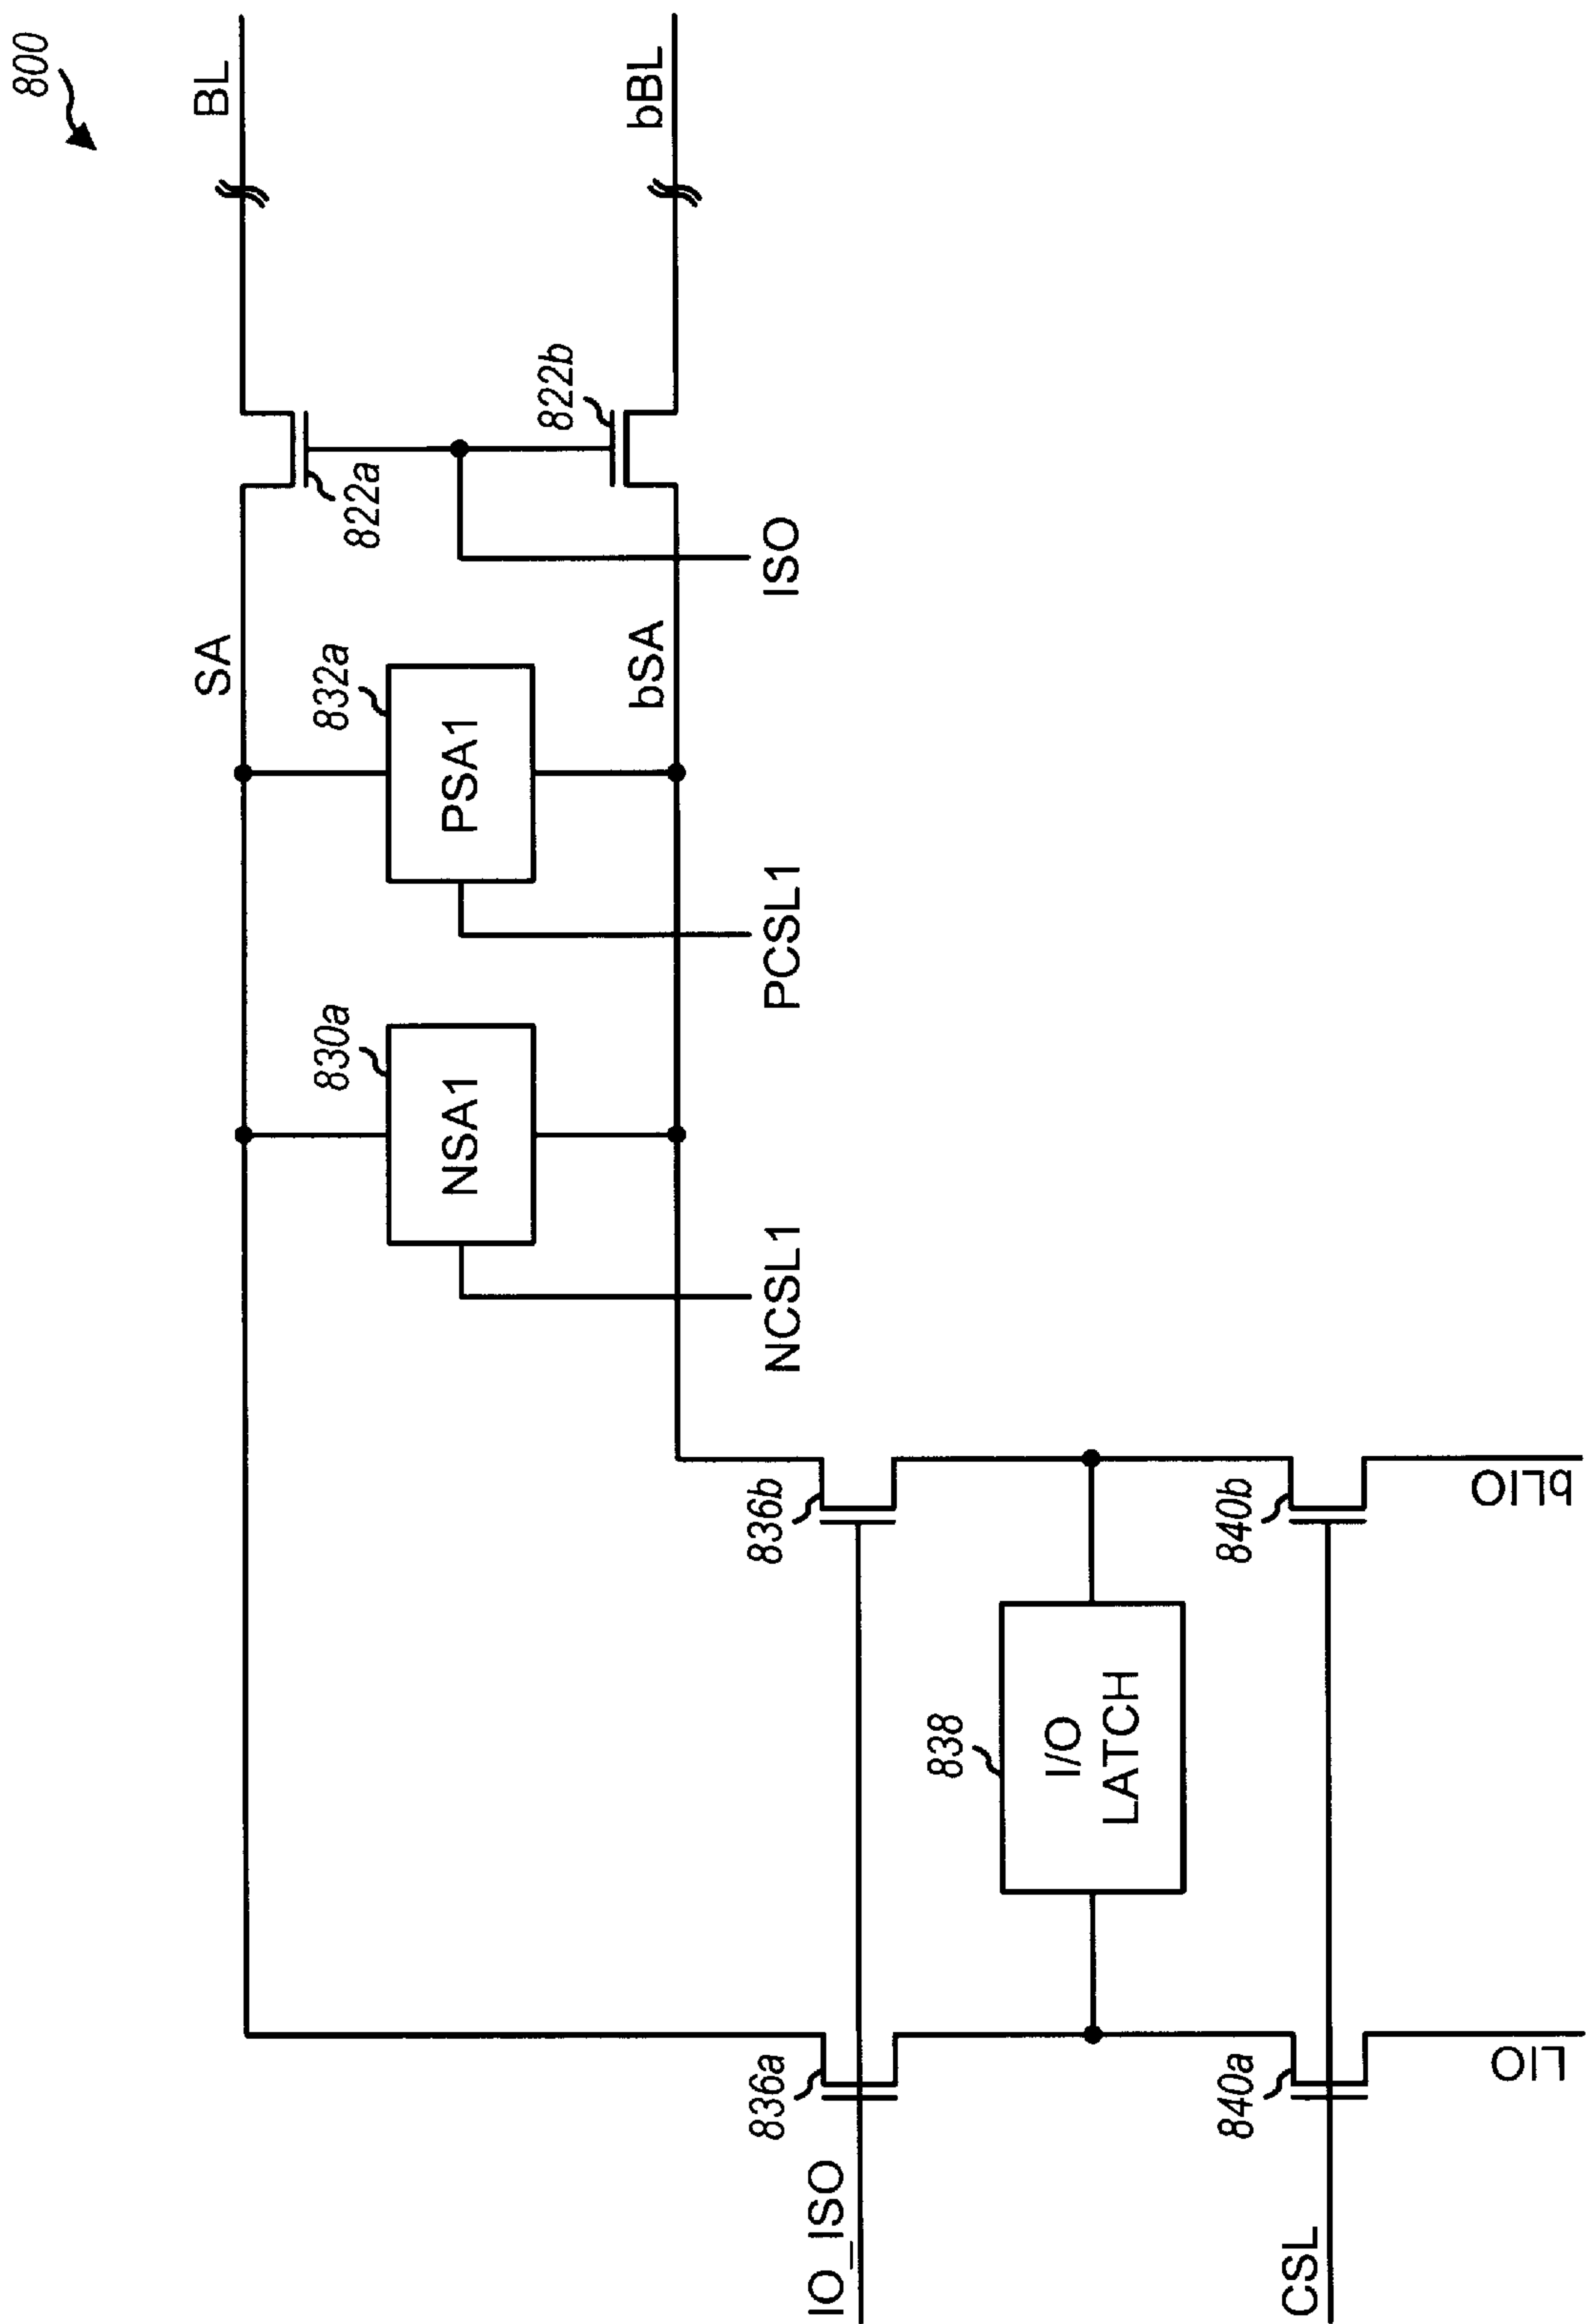 800
BL
bBL
822a
822b
ISO
SA
bSA
832a
PSA1
PCSL1
830a
NSA1
NCSL1
836b
840b
bLIO
838
I/O
LATCH
836a
840a
LIO
IO_ISO
CSL